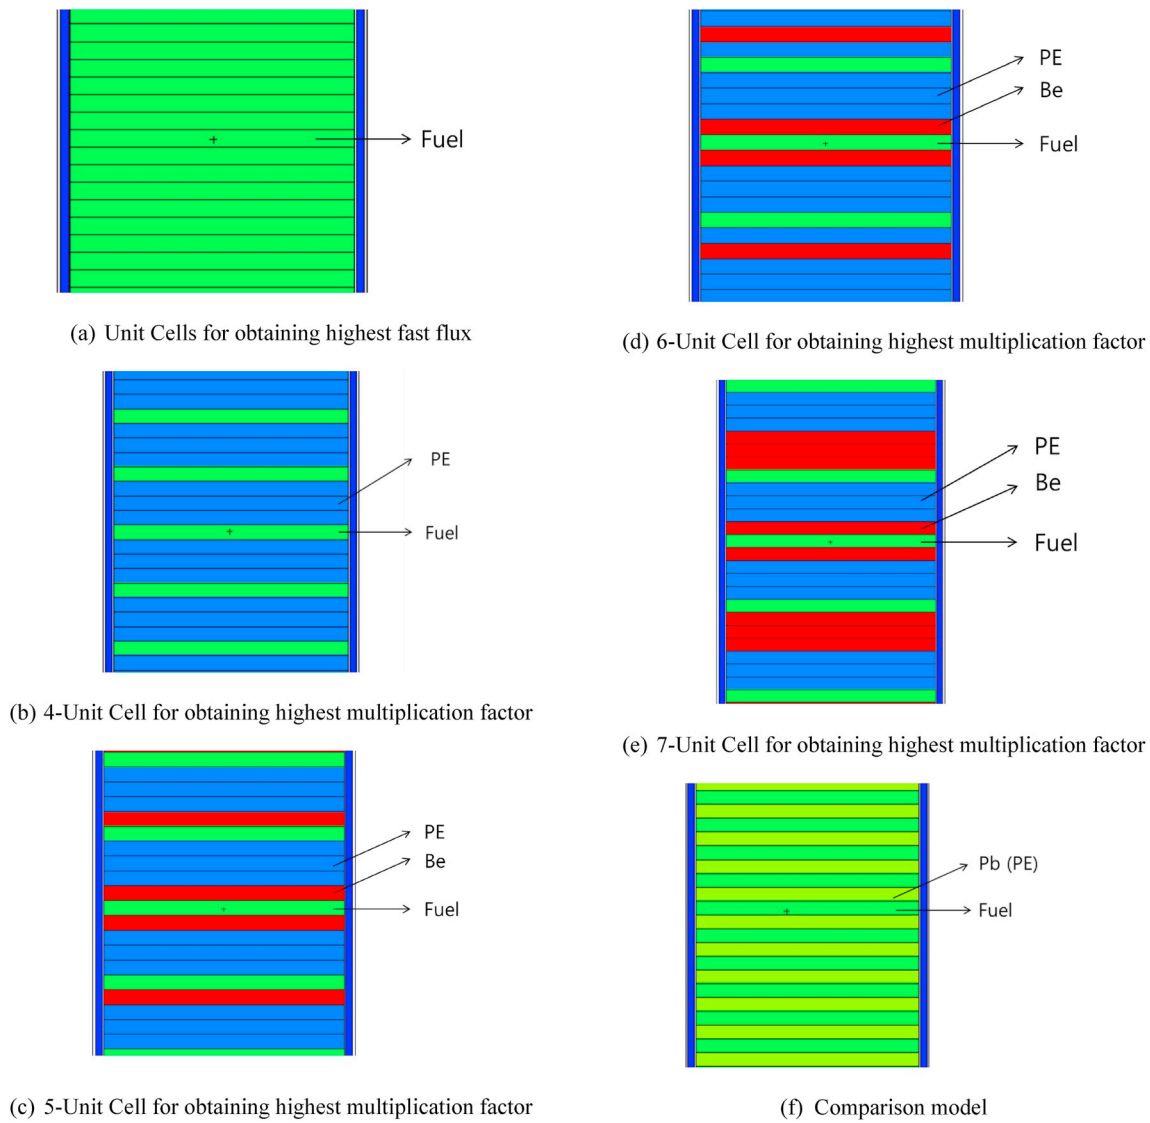 Fuel
(a) Unit Cells for obtaining highest fast flux
PE
Fuel
(b) 4-Unit Cell for obtaining highest multiplication factor
PE
Be
Fuel
(c) 5-Unit Cell for obtaining highest multiplication factor
PE
Be
Fuel
(d) 6-Unit Cell for obtaining highest multiplication factor
PE
Be
Fuel
(e) 7-Unit Cell for obtaining highest multiplication factor
Pb (PE)
Fuel
(f) Comparison model